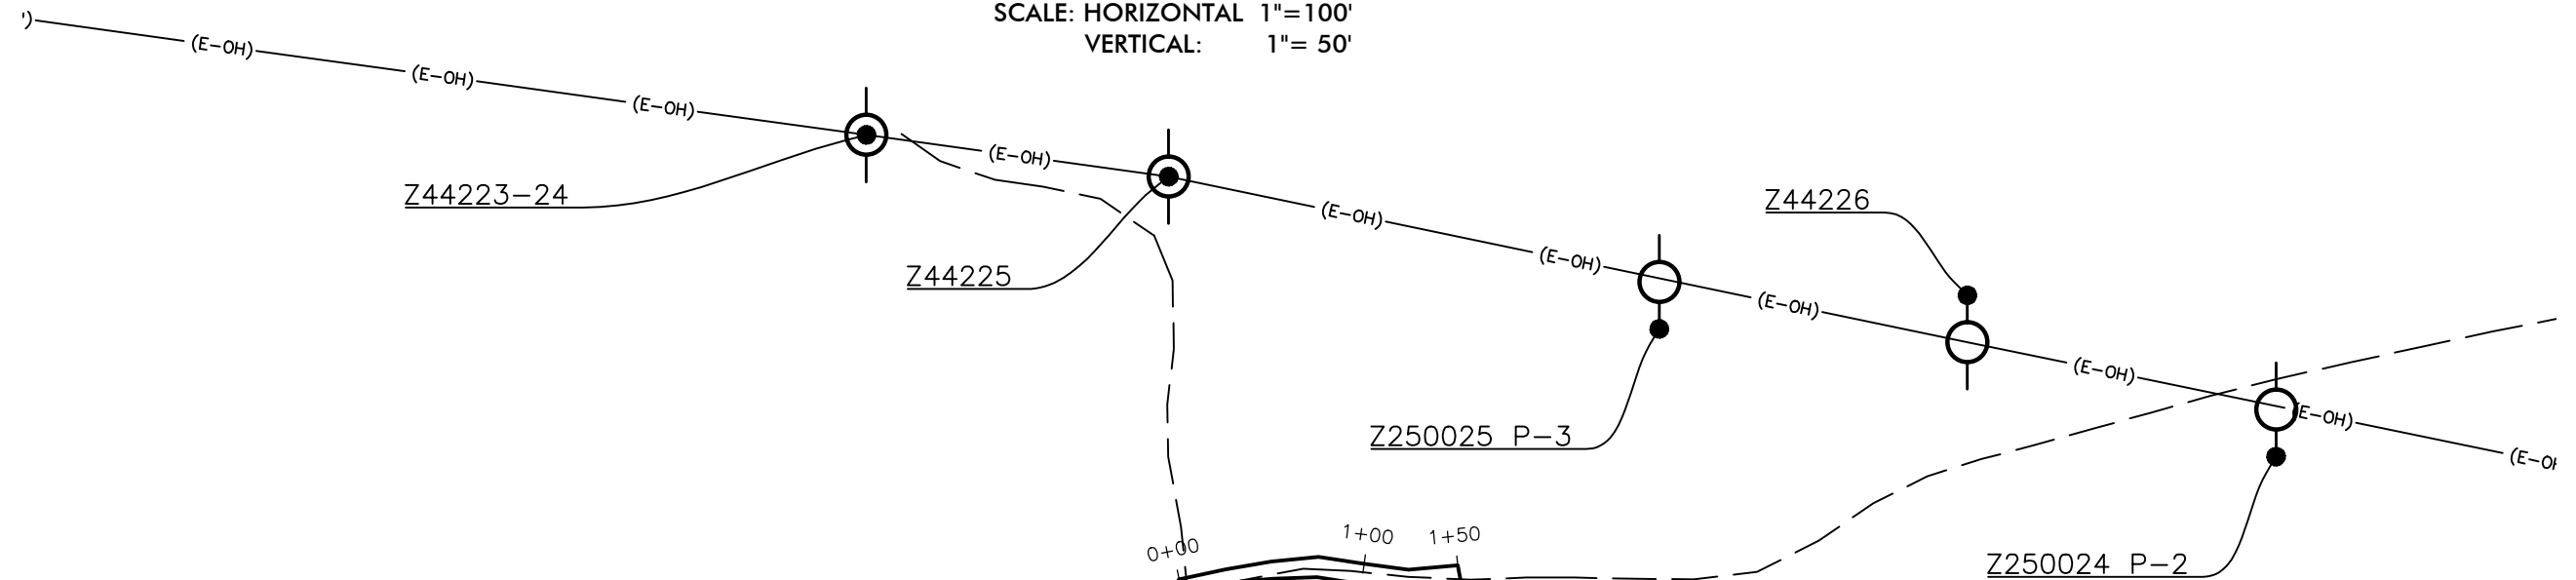 SCALE: HORIZONTAL 1"=100'
VERTICAL: 1"= 50'
')
(E-OH)
(E-OH)
(E-OH)
(E-OH)
Z44223-24
Z44226
(E-OH)
(E-OH)
Z44225
(E-OH)
(E-OH)
(E-OH)
Z250025 P-3
(E-OH
1+00
1+50
0+00
Z250024 P-2